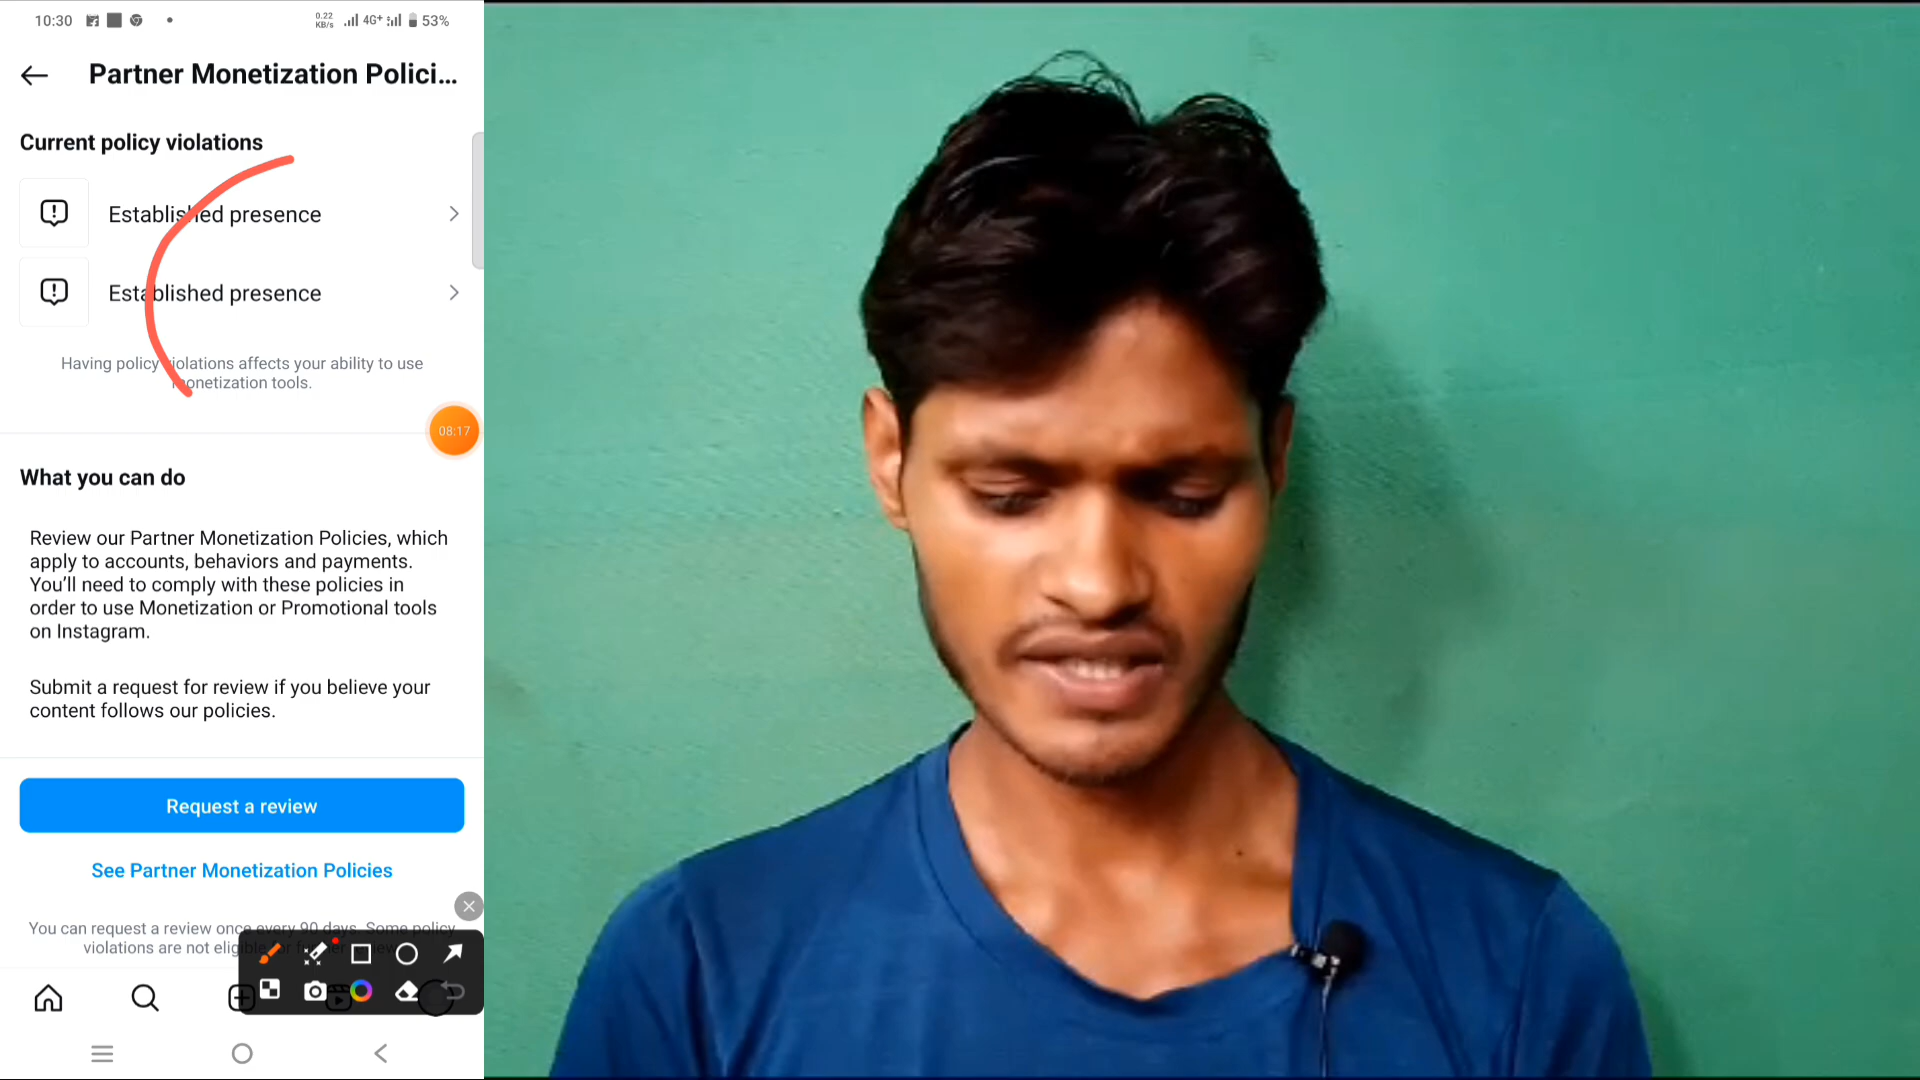 10:30
0.22 KB/s 4G+ 53%
Partner Monetization Polici...
Current policy violations
Established presence
Established presence
Having policy violations affects your ability to use
monetization tools.
08:17
What you can do
Review our Partner Monetization Policies, which
apply to accounts, behaviors and payments.
You'll need to comply with these policies in
order to use Monetization or Promotional tools
on Instagram.
Submit a request for review if you believe your
content follows our policies.
Request a review
See Partner Monetization Policies
You can request a review once every 90 days. Some policy
violations are not